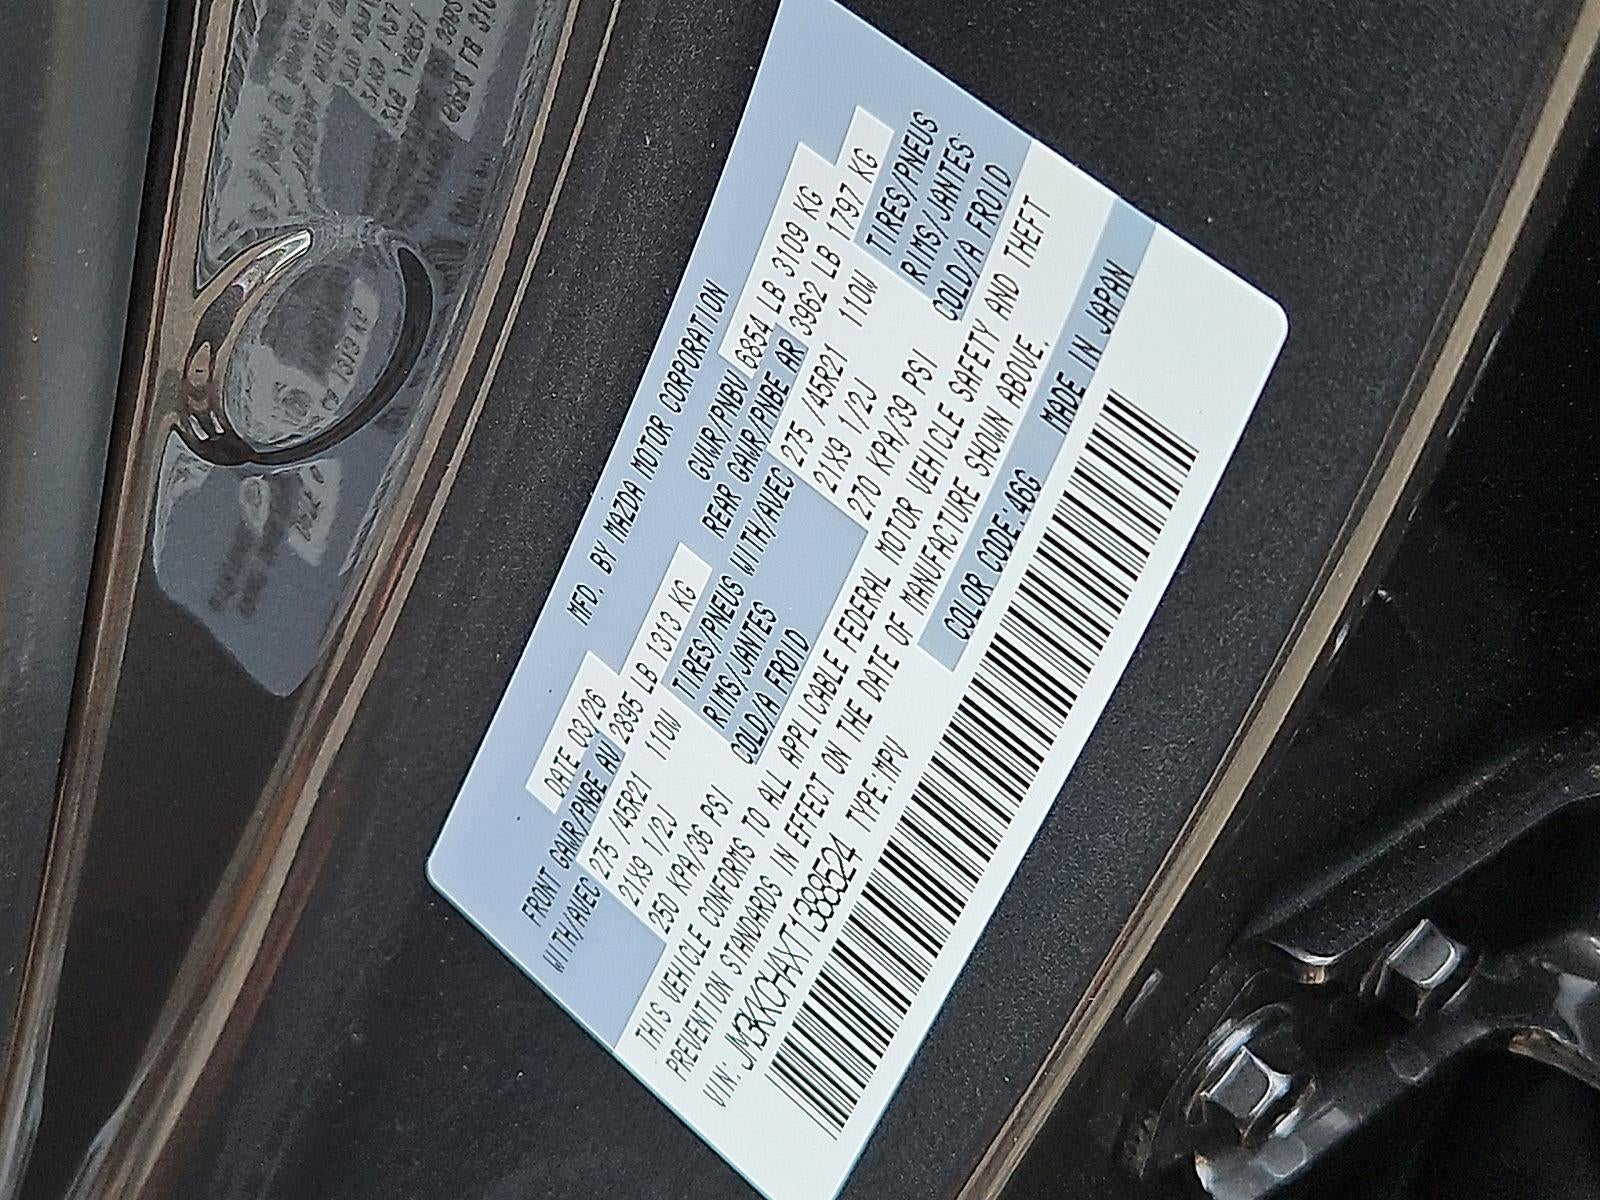 MFD. BY MAZDA MOTOR CORPORATION
DATE 03/26 GVWR/PNBV 6854 LB 3109 KG
FRONT GAWR/PNBE AV 2895 LB 1313 KG REAR GAWR/PNBE AR 3962 LB 1797 KG
WITH/AVEC 275 /45R21 110W TIRES/PNEUS WITH/AVEC 275 /45R21 110W TIRES/PNEUS
21X9 1/2J RIMS/JANTES 21X9 1/2J RIMS/JANTES
250 KPA/36 PSI COLD/A FROID 270 KPA/39 PSI COLD/A FROID
THIS VEHICLE CONFORMS TO ALL APPLICABLE FEDERAL MOTOR VEHICLE SAFETY AND THEFT
PREVENTION STANDARDS IN EFFECT ON THE DATE OF MANUFACTURE SHOWN ABOVE.
VIN: JM3KKCHAXT1388524 TYPE:MPV COLOR CODE:46G MADE IN JAPAN